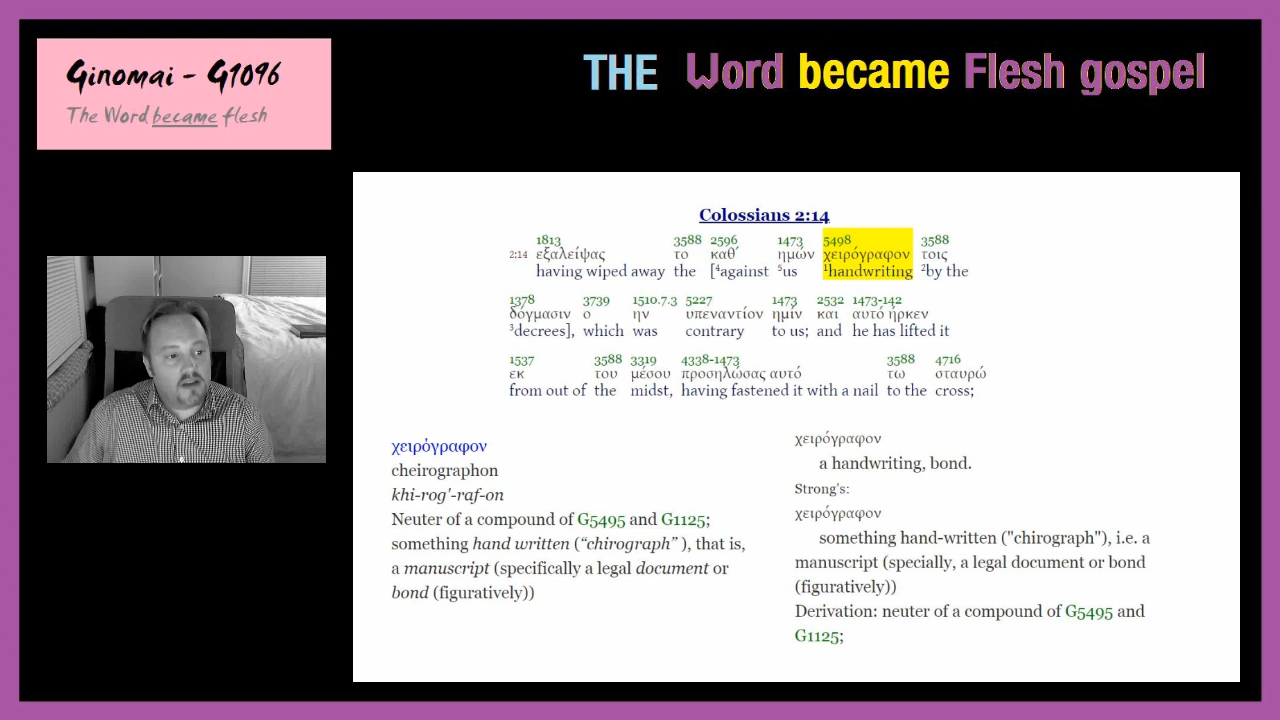 Ginomai - G1096
The Word became flesh
THE Word became Flesh gospel
Colossians 2:14
1813 3588 2596 1473 5498 3588
2:14 εξαλείψας το καθ΄ ημών χειρόγραφον τοις
having wiped away the [⁴against ⁵us ¹handwriting ²by the
1378 3739 1510.7.3 5227 1473 2532 1473-142
δόγμασιν ο ην υπεναντίον ημίν και αυτό ήρκεν
³decrees], which was contrary to us; and he has lifted it
1537 3588 3319 4338-1473 3588 4716
εκ του μέσου προσηλώσας αυτό τω σταυρώ
from out of the midst, having fastened it with a nail to the cross;
χειρόγραφον
cheirographon
khi-rog'-raf-on
Neuter of a compound of G5495 and G1125;
something hand written (“chirograph” ), that is,
a manuscript (specifically a legal document or
bond (figuratively))
χειρόγραφον
a handwriting, bond.
Strong's:
χειρόγραφον
something hand-written ("chirograph"), i.e. a
manuscript (specially, a legal document or bond
(figuratively))
Derivation: neuter of a compound of G5495 and
G1125;